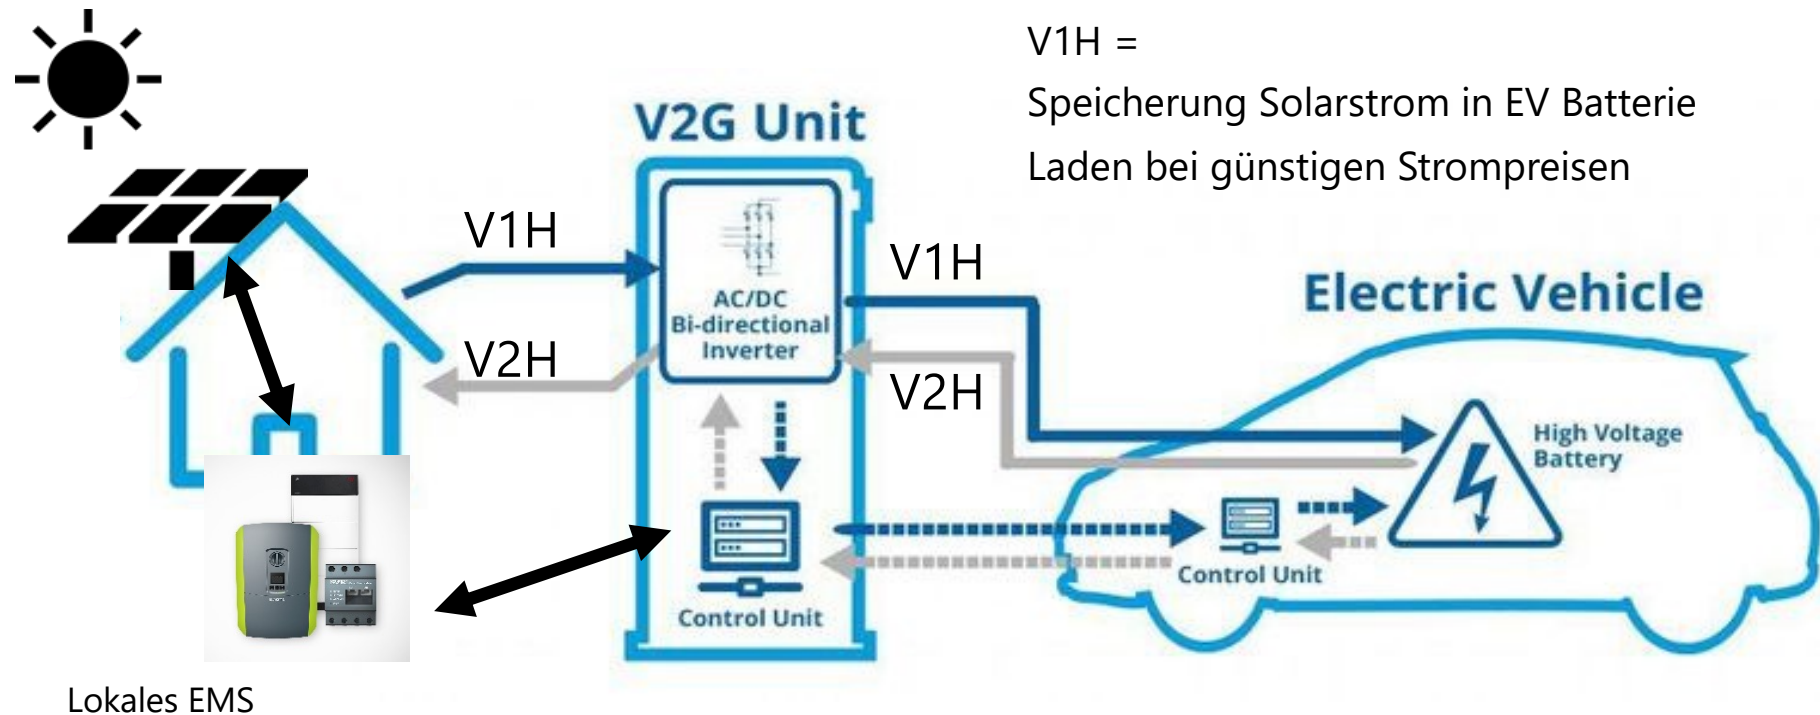 V1H =
Speicherung Solarstrom in EV Batterie
Laden bei günstigen Strompreisen
V2G Unit
V1H
V1H
AC/DC
Bi-directional
Inverter
Electric Vehicle
V2H
V2H
High Voltage
Battery
Control Unit
Control Unit
Lokales EMS